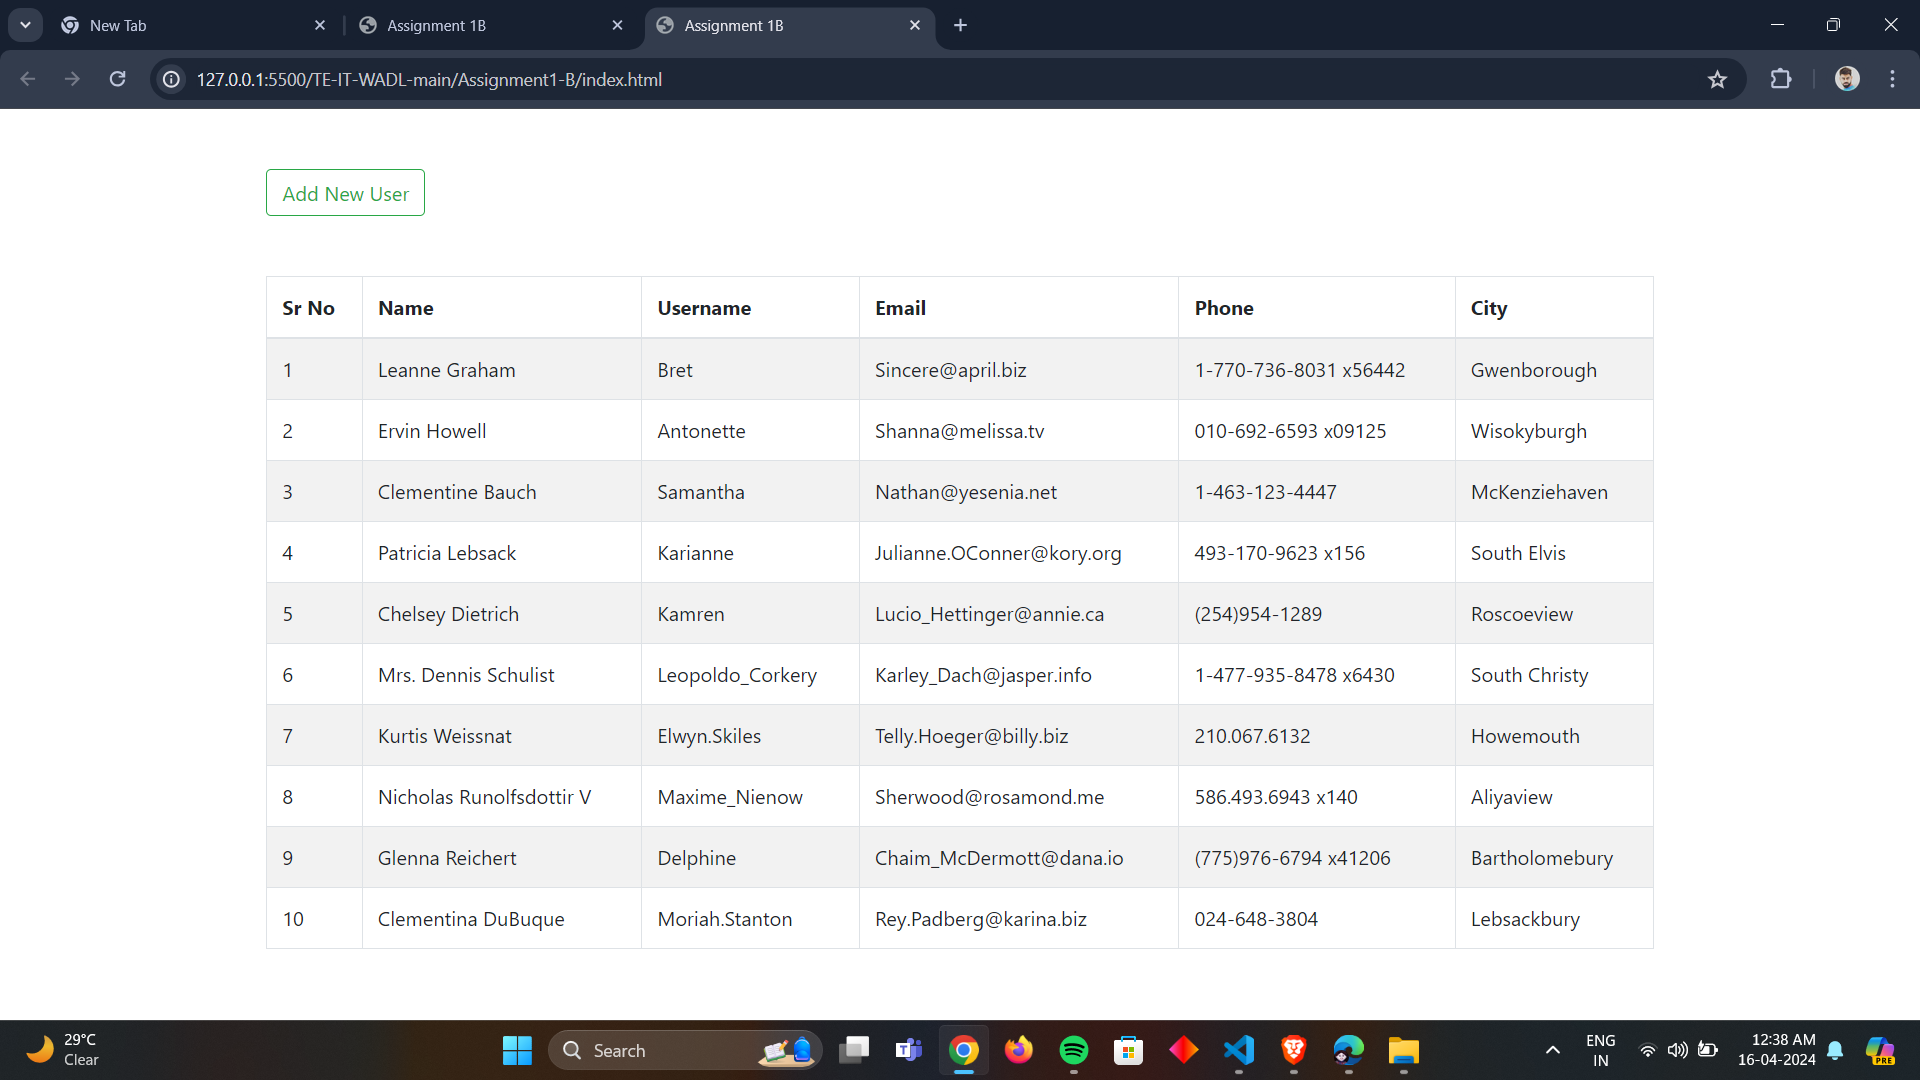 New Tab
Assignment 1B
Assignment 1B
127.0.0.1:5500/TE-IT-WADL-main/Assignment1-B/index.html
Add New User
Sr No Name Username Email Phone City
1 Leanne Graham Bret Sincere@april.biz 1-770-736-8031 x56442 Gwenborough
2 Ervin Howell Antonette Shanna@melissa.tv 010-692-6593 x09125 Wisokyburgh
3 Clementine Bauch Samantha Nathan@yesenia.net 1-463-123-4447 McKenziehaven
4 Patricia Lebsack Karianne Julianne.OConner@kory.org 493-170-9623 x156 South Elvis
5 Chelsey Dietrich Kamren Lucio_Hettinger@annie.ca (254)954-1289 Roscoeview
6 Mrs. Dennis Schulist Leopoldo_Corkery Karley_Dach@jasper.info 1-477-935-8478 x6430 South Christy
7 Kurtis Weissnat Elwyn.Skiles Telly.Hoeger@billy.biz 210.067.6132 Howemouth
8 Nicholas Runolfsdottir V Maxime_Nienow Sherwood@rosamond.me 586.493.6943 x140 Aliyaview
9 Glenna Reichert Delphine Chaim_McDermott@dana.io (775)976-6794 x41206 Bartholomebury
10 Clementina DuBuque Moriah.Stanton Rey.Padberg@karina.biz 024-648-3804 Lebsackbury
29°C
Clear
Search
ENG
IN
12:38 AM
16-04-2024
PRE